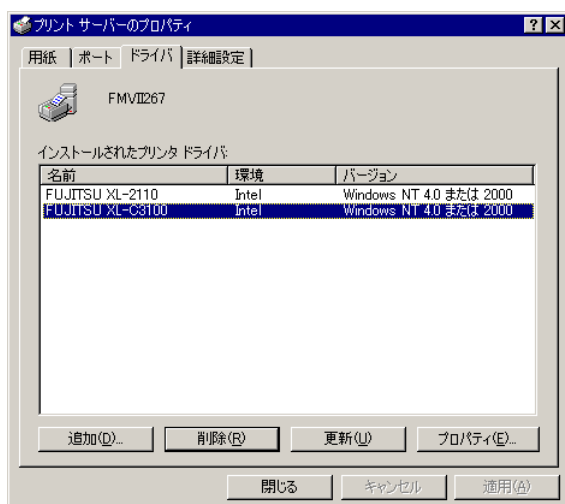 プリント サーバーのプロパティ
用紙 ポート ドライバ 詳細設定
FMVⅡ267
インストールされたプリンタ ドライバ:
名前 環境 バージョン
FUJITSU XL-2110 Intel Windows NT 4.0 または 2000
FUJITSU XL-C3100 Intel Windows NT 4.0 または 2000
追加(D)... 削除(R) 更新(U) プロパティ(E)...
閉じる キャンセル 適用(A)